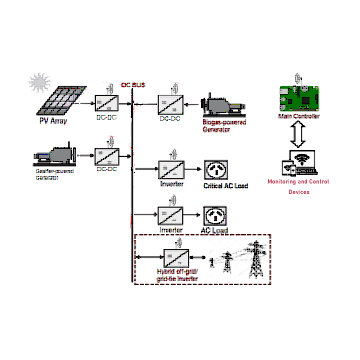 DC BUS
PV Array
DC-DC
DC-DC
Biogas-powered
Generator
Main Controller
Gasifier-powered
Generator
DC-DC
Inverter
Critical AC Load
Monitoring and Control
Devices
Inverter
AC Load
Hybrid off-grid/
grid-tie Inverter